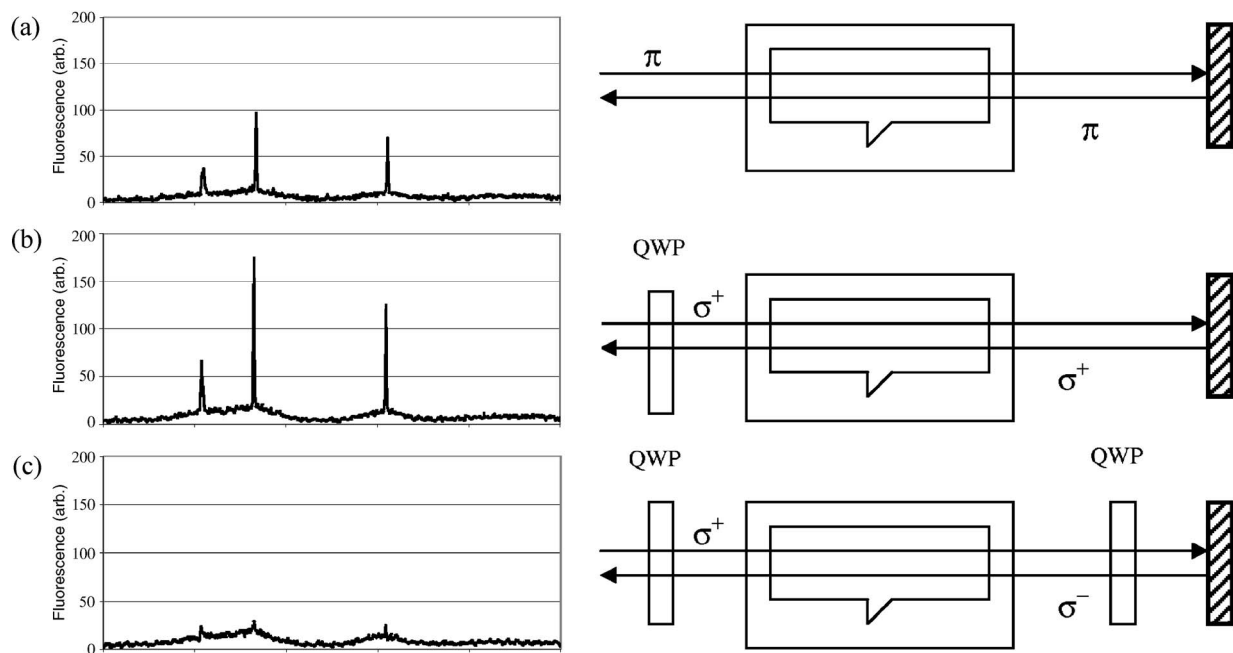 (a)
200
150
100
50
0
Fluorescence (arb.)
π
π
(b)
200
150
100
50
0
Fluorescence (arb.)
QWP
σ+
σ+
(c)
200
150
100
50
0
Fluorescence (arb.)
QWP
QWP
σ+
σ−